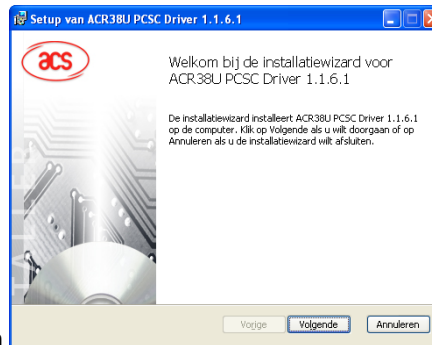 Setup van ACR38U PCSC Driver 1.1.6.1
acs
Welkom bij de installatiewizard voor
ACR38U PCSC Driver 1.1.6.1
De installatiewizard installeert ACR38U PCSC Driver 1.1.6.1
op de computer. Klik op Volgende als u wilt doorgaan of op
Annuleren als u de installatiewizard wilt afsluiten.
Vorige Volgende Annuleren